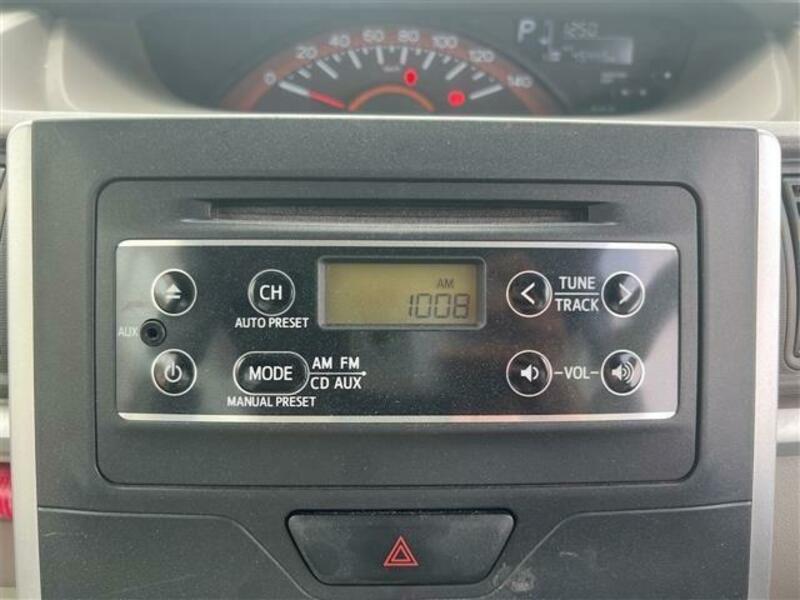 0 20 40 60 80 100 120 140
P 1250
AM
1008
CH
AUTO PRESET
TUNE
TRACK
AUX
MODE
AM FM
CD AUX
MANUAL PRESET
VOL